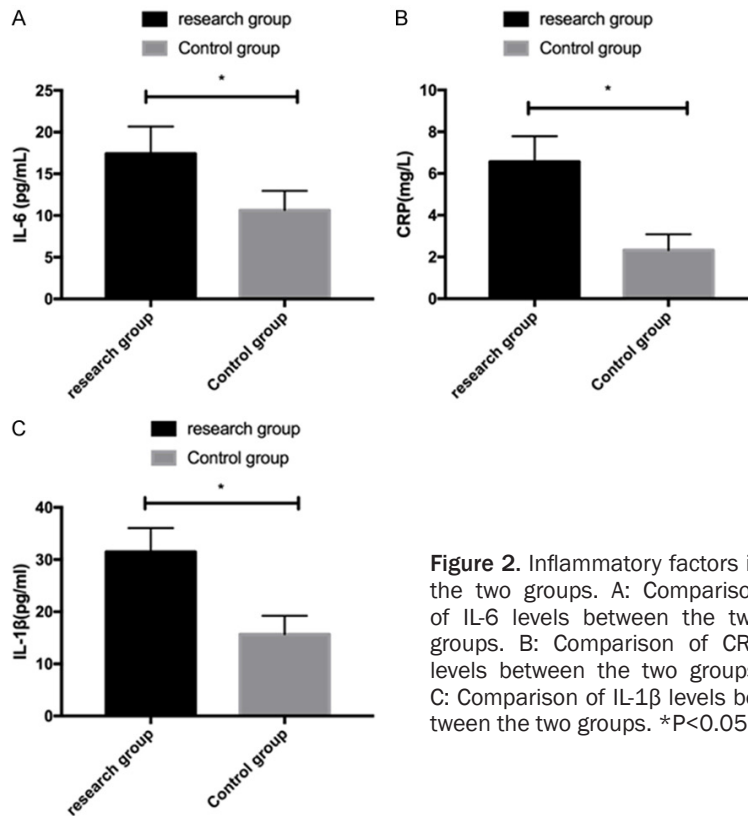 A
research group
Control group
*
25
20
15
10
5
0
IL-6 (pg/mL)
research group
Control group
B
research group
Control group
*
10
8
6
4
2
0
CRP(mg/L)
research group
Control group
C
research group
Control group
*
40
30
20
10
0
IL-1β(pg/ml)
research group
Control group
Figure 2. Inflammatory factors i
the two groups. A: Comparison
of IL-6 levels between the tw
groups. B: Comparison of CR
levels between the two groups
C: Comparison of IL-1β levels be
tween the two groups. *P<0.05